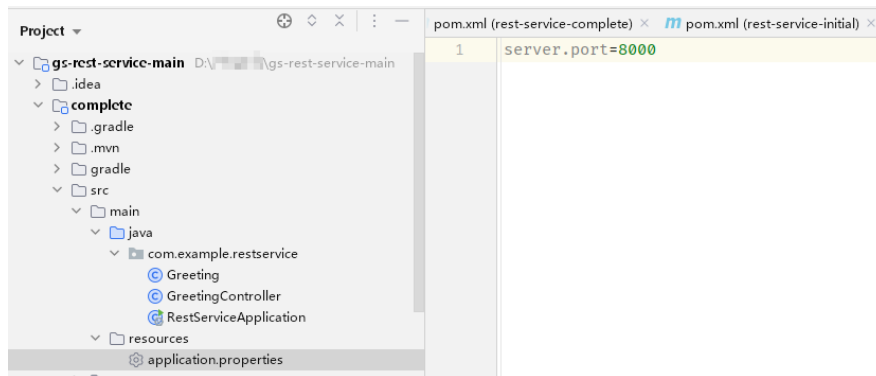 Project
pom.xml (rest-service-complete)
pom.xml (rest-service-initial)
1 server.port=8000
gs-rest-service-main D:\ \gs-rest-service-main
.idea
complete
.gradle
.mvn
gradle
src
main
java
com.example.restservice
Greeting
GreetingController
RestServiceApplication
resources
application.properties